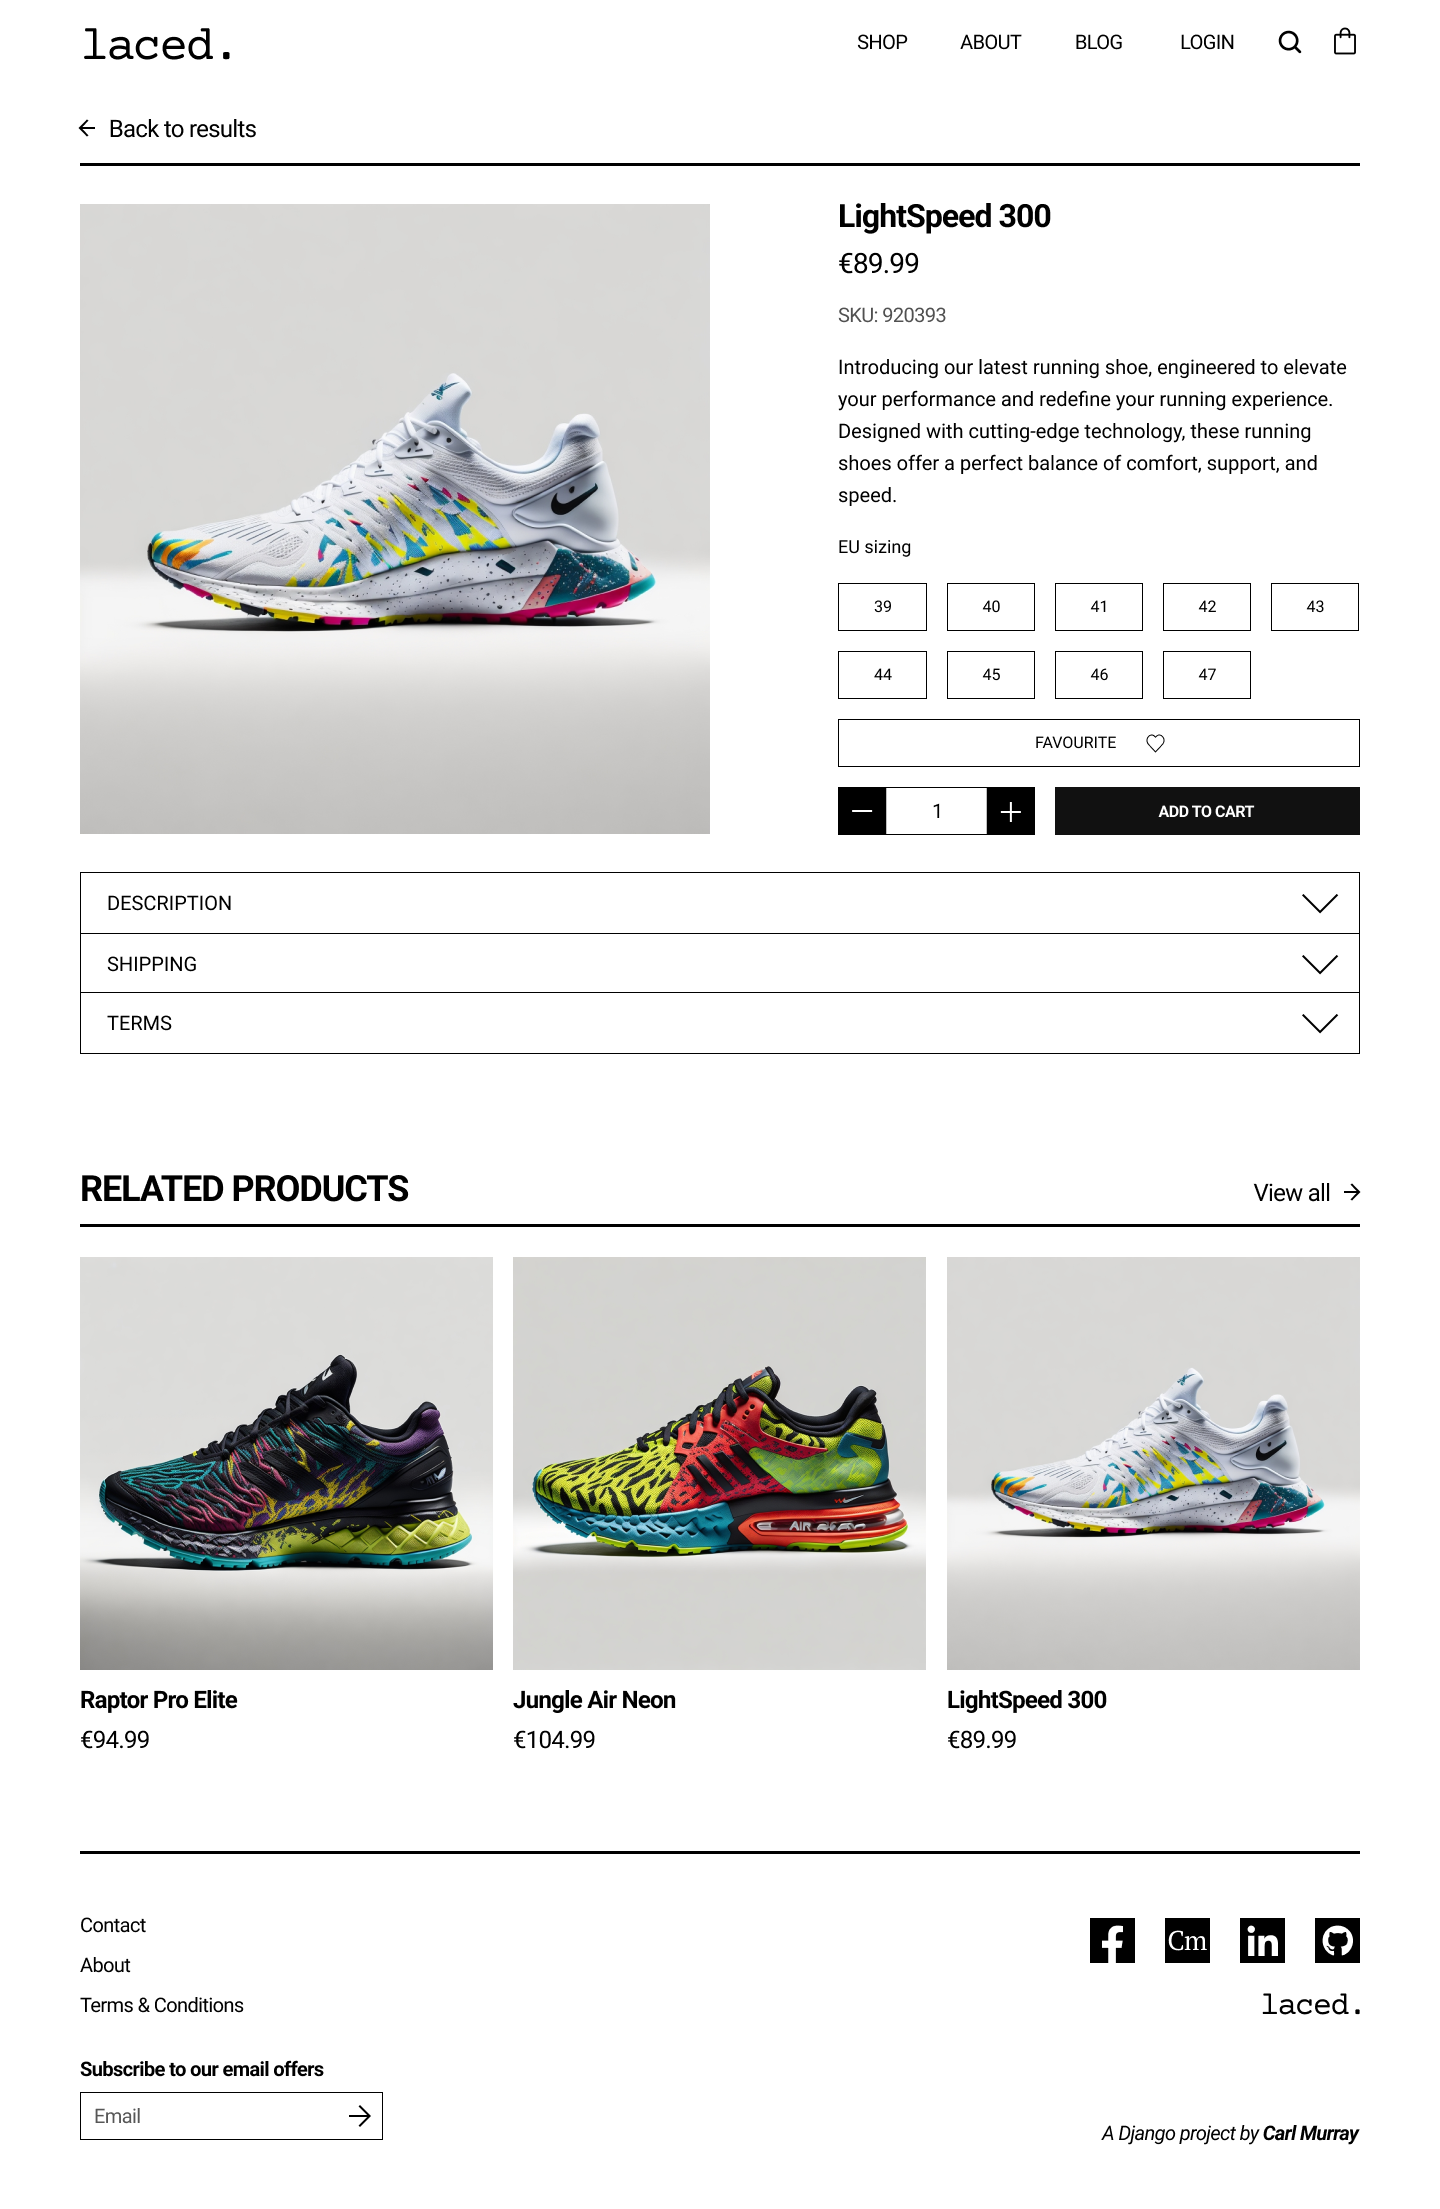 laced.
SHOP ABOUT BLOG LOGIN
Back to results
LightSpeed 300
€89.99
SKU: 920393
Introducing our latest running shoe, engineered to elevate
your performance and redefine your running experience.
Designed with cutting-edge technology, these running
shoes offer a perfect balance of comfort, support, and
speed.
EU sizing
39 40 41 42 43
44 45 46 47
FAVOURITE
1
ADD TO CART
DESCRIPTION
SHIPPING
TERMS
RELATED PRODUCTS
View all
AIR
Raptor Pro Elite
€94.99
Jungle Air Neon
€104.99
LightSpeed 300
€89.99
Contact
About
Terms & Conditions
Cm
in
laced.
Subscribe to our email offers
Email
A Django project by Carl Murray